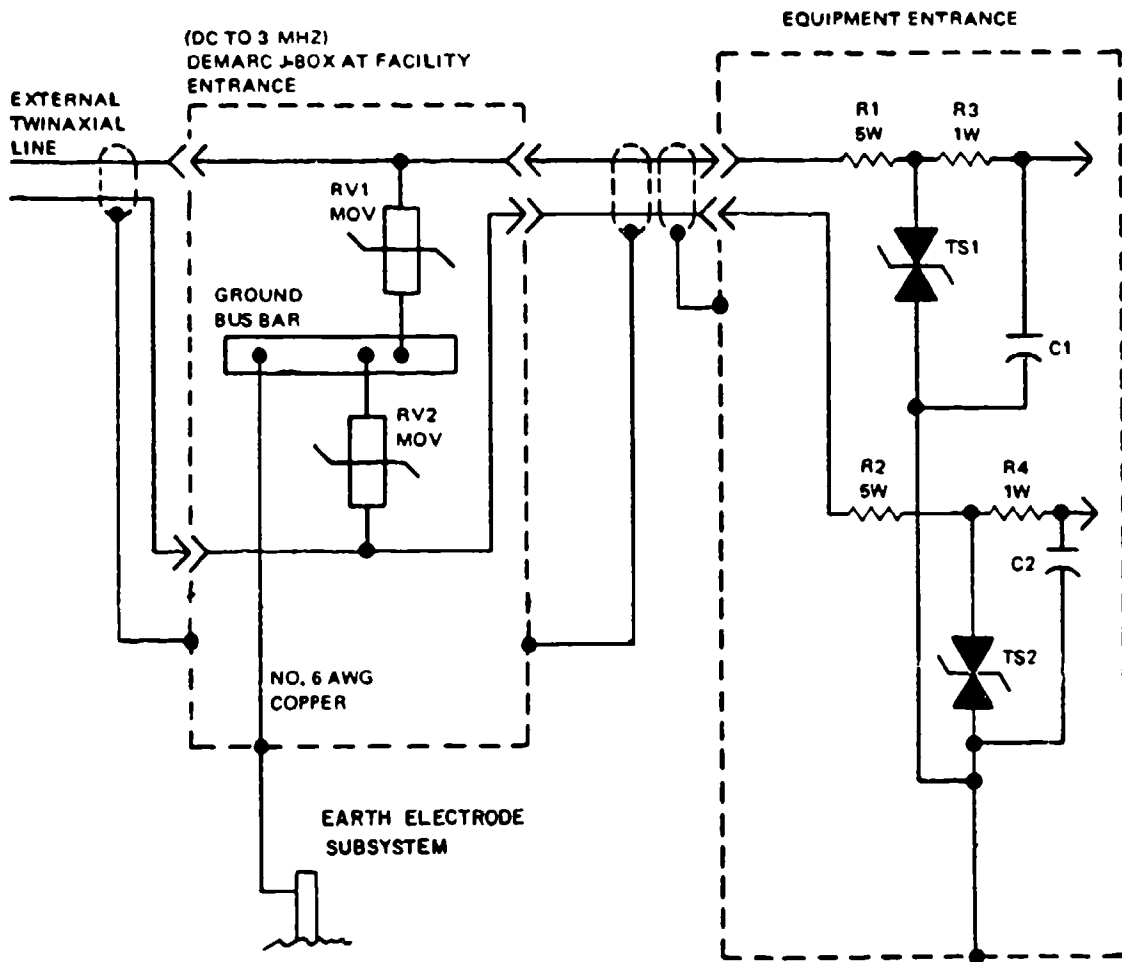 EQUIPMENT ENTRANCE
(DC TO 3 MHZ)
DEMARC J-BOX AT FACILITY
ENTRANCE
EXTERNAL
TWINAXIAL
LINE
R1
5W
R3
1W
RV1
MOV
TS1
GROUND
BUS BAR
C1
RV2
MOV
R2
5W
R4
1W
C2
TS2
NO. 6 AWG
COPPER
EARTH ELECTRODE
SUBSYSTEM